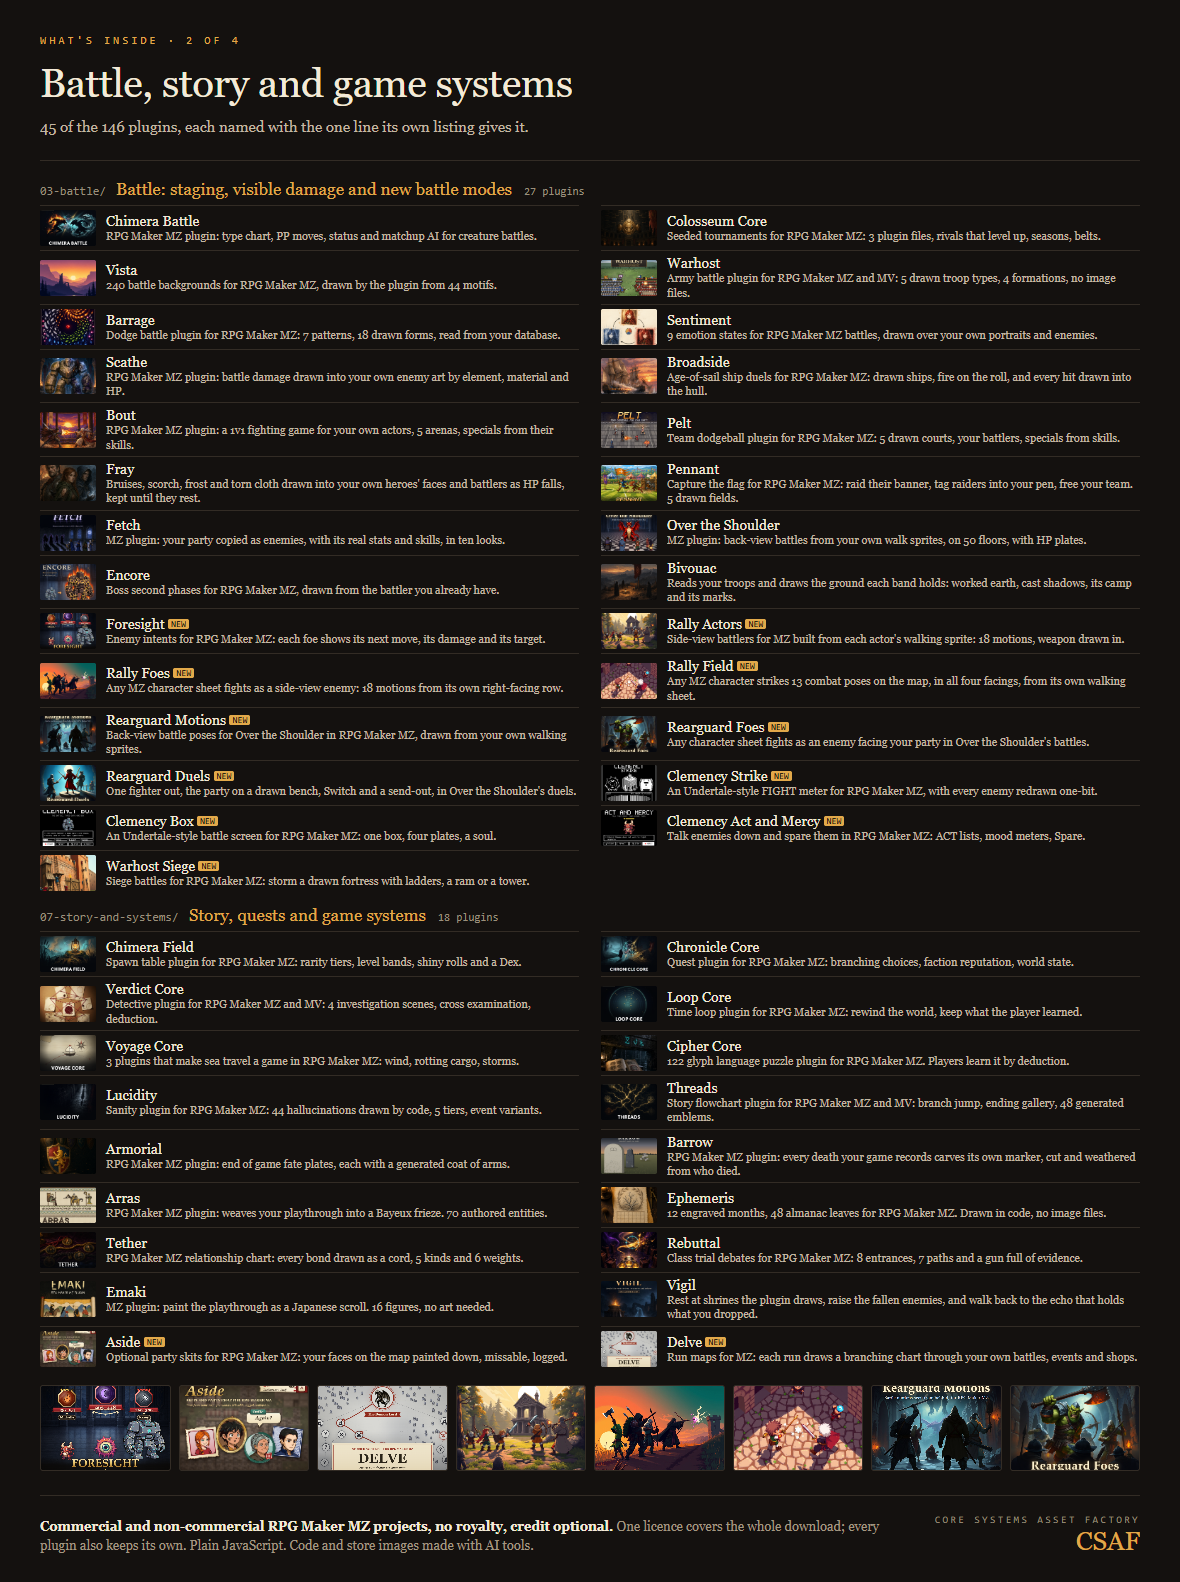 WHAT'S INSIDE · 2 OF 4
Battle, story and game systems
45 of the 146 plugins, each named with the one line its own listing gives it.
03-battle/ Battle: staging, visible damage and new battle modes 27 plugins
CHIMERA BATTLE
Chimera Battle
RPG Maker MZ plugin: type chart, PP moves, status and matchup AI for creature battles.
Colosseum Core
Seeded tournaments for RPG Maker MZ: 3 plugin files, rivals that level up, seasons, belts.
Vista
240 battle backgrounds for RPG Maker MZ, drawn by the plugin from 44 motifs.
WARHOST
Warhost
Army battle plugin for RPG Maker MZ and MV: 5 drawn troop types, 4 formations, no image
files.
Barrage
Dodge battle plugin for RPG Maker MZ: 7 patterns, 18 drawn forms, read from your database.
Sentiment
9 emotion states for RPG Maker MZ battles, drawn over your own portraits and enemies.
Scathe
RPG Maker MZ plugin: battle damage drawn into your own enemy art by element, material and
HP.
Broadside
Age-of-sail ship duels for RPG Maker MZ: drawn ships, fire on the roll, and every hit drawn into
the hull.
Bout
RPG Maker MZ plugin: a 1v1 fighting game for your own actors, 5 arenas, specials from their
skills.
PELT
Pelt
Team dodgeball plugin for RPG Maker MZ: 5 drawn courts, your battlers, specials from skills.
Fray
Bruises, scorch, frost and torn cloth drawn into your own heroes' faces and battlers as HP falls,
kept until they rest.
PENNANT
Pennant
Capture the flag for RPG Maker MZ: raid their banner, tag raiders into your pen, free your team.
5 drawn fields.
FETCH
Fetch
MZ plugin: your party copied as enemies, with its real stats and skills, in ten looks.
OVER THE SHOULDER
Over the Shoulder
MZ plugin: back-view battles from your own walk sprites, on 50 floors, with HP plates.
ENCORE
Encore
Boss second phases for RPG Maker MZ, drawn from the battler you already have.
Bivouac
Reads your troops and draws the ground each band holds: worked earth, cast shadows, its camp
and its marks.
FORESIGHT
Foresight NEW
Enemy intents for RPG Maker MZ: each foe shows its next move, its damage and its target.
Rally Actors NEW
Side-view battlers for MZ built from each actor's walking sprite: 18 motions, weapon drawn in.
Rally Foes NEW
Any MZ character sheet fights as a side-view enemy: 18 motions from its own right-facing row.
Rally Field NEW
Any MZ character strikes 13 combat poses on the map, in all four facings, from its own walking
sheet.
Rearguard Motions
Rearguard Motions NEW
Back-view battle poses for Over the Shoulder in RPG Maker MZ, drawn from your own walking
sprites.
Rearguard Foes
Rearguard Foes NEW
Any character sheet fights as an enemy facing your party in Over the Shoulder's battles.
Rearguard Duels
Rearguard Duels NEW
One fighter out, the party on a drawn bench, Switch and a send-out, in Over the Shoulder's duels.
CLEMENCY STRIKE
Clemency Strike NEW
An Undertale-style FIGHT meter for RPG Maker MZ, with every enemy redrawn one-bit.
CLEMENCY BOX
Clemency Box NEW
An Undertale-style battle screen for RPG Maker MZ: one box, four plates, a soul.
ACT AND MERCY
Clemency Act and Mercy NEW
Talk enemies down and spare them in RPG Maker MZ: ACT lists, mood meters, Spare.
Warhost Siege NEW
Siege battles for RPG Maker MZ: storm a drawn fortress with ladders, a ram or a tower.
07-story-and-systems/ Story, quests and game systems 18 plugins
CHIMERA FIELD
Chimera Field
Spawn table plugin for RPG Maker MZ: rarity tiers, level bands, shiny rolls and a Dex.
CHRONICLE CORE
Chronicle Core
Quest plugin for RPG Maker MZ: branching choices, faction reputation, world state.
Verdict Core
Detective plugin for RPG Maker MZ and MV: 4 investigation scenes, cross examination,
deduction.
LOOP CORE
Loop Core
Time loop plugin for RPG Maker MZ: rewind the world, keep what the player learned.
VOYAGE CORE
Voyage Core
3 plugins that make sea travel a game in RPG Maker MZ: wind, rotting cargo, storms.
Cipher Core
122 glyph language puzzle plugin for RPG Maker MZ. Players learn it by deduction.
LUCIDITY
Lucidity
Sanity plugin for RPG Maker MZ: 44 hallucinations drawn by code, 5 tiers, event variants.
THREADS
Threads
Story flowchart plugin for RPG Maker MZ and MV: branch jump, ending gallery, 48 generated
emblems.
Armorial
RPG Maker MZ plugin: end of game fate plates, each with a generated coat of arms.
Barrow
RPG Maker MZ plugin: every death your game records carves its own marker, cut and weathered
from who died.
ARRAS
Arras
RPG Maker MZ plugin: weaves your playthrough into a Bayeux frieze. 70 authored entities.
Ephemeris
12 engraved months, 48 almanac leaves for RPG Maker MZ. Drawn in code, no image files.
TETHER
Tether
RPG Maker MZ relationship chart: every bond drawn as a cord, 5 kinds and 6 weights.
Rebuttal
Class trial debates for RPG Maker MZ: 8 entrances, 7 paths and a gun full of evidence.
EMAKI
Emaki
MZ plugin: paint the playthrough as a Japanese scroll. 16 figures, no art needed.
VIGIL
Vigil
Rest at shrines the plugin draws, raise the fallen enemies, and walk back to the echo that holds
what you dropped.
Aside
Aside NEW
Optional party skits for RPG Maker MZ: your faces on the map painted down, missable, logged.
DELVE
Delve NEW
Run maps for MZ: each run draws a branching chart through your own battles, events and shops.
FORESIGHT
Aside
Again?
DELVE
Rearguard Motions
Rearguard Foes
Commercial and non-commercial RPG Maker MZ projects, no royalty, credit optional. One licence covers the whole download; every
plugin also keeps its own. Plain JavaScript. Code and store images made with AI tools.
CORE SYSTEMS ASSET FACTORY
CSAF